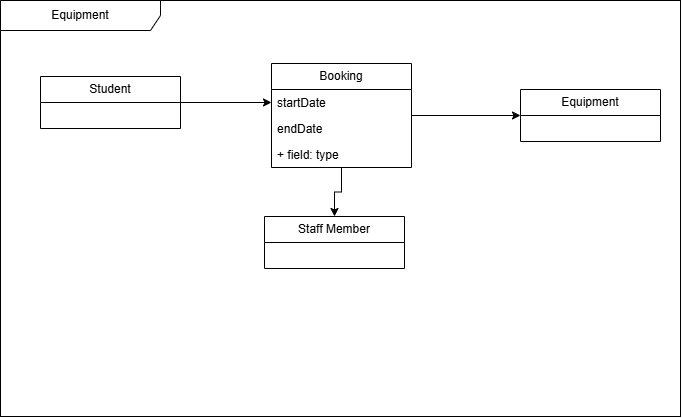 Equipment
Student
Booking
startDate
endDate
+ field: type
Equipment
Staff Member